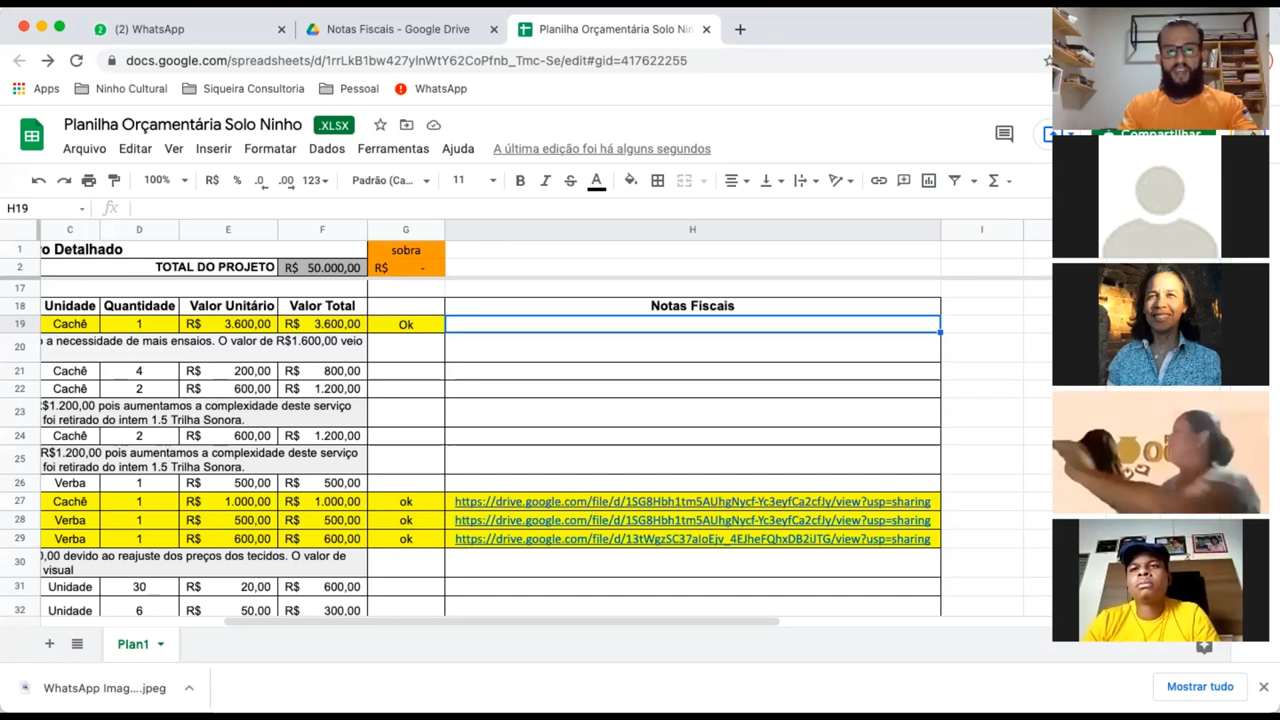 (2) WhatsApp
Notas Fiscais - Google Drive
Planilha Orçamentária Solo Nin
docs.google.com/spreadsheets/d/1rrLkB1bw427ylnWtY62CoPfnb_Tmc-Se/edit#gid=417622255
Apps Ninho Cultural Siqueira Consultoria Pessoal WhatsApp
Planilha Orçamentária Solo Ninho .XLSX
Compartilhar
Arquivo Editar Ver Inserir Formatar Dados Ferramentas Ajuda A última edição foi há alguns segundos
100% R$ % .0 .00 123 Padrão (Ca... 11 B I S A
H19 fx
C D E F G H I
1 o Detalhado sobra
2 TOTAL DO PROJETO R$ 50.000,00 R$ -
17
18 Unidade Quantidade Valor Unitário Valor Total Notas Fiscais
19 Cachê 1 R$ 3.600,00 R$ 3.600,00 Ok
20 o a necessidade de mais ensaios. O valor de R$1.600,00 veio
21 Cachê 4 R$ 200,00 R$ 800,00
22 Cachê 2 R$ 600,00 R$ 1.200,00
23 $1.200,00 pois aumentamos a complexidade deste serviço
foi retirado do intem 1.5 Trilha Sonora.
24 Cachê 2 R$ 600,00 R$ 1.200,00
25 R$1.200,00 pois aumentamos a complexidade deste serviço
foi retirado do intem 1.5 Trilha Sonora.
26 Verba 1 R$ 500,00 R$ 500,00
27 Cachê 1 R$ 1.000,00 R$ 1.000,00 ok https://drive.google.com/file/d/1SG8Hbh1tm5AUhgNycf-Yc3eyfCa2cfJy/view?usp=sharing
28 Verba 1 R$ 500,00 R$ 500,00 ok https://drive.google.com/file/d/1SG8Hbh1tm5AUhgNycf-Yc3eyfCa2cfJy/view?usp=sharing
29 Verba 1 R$ 600,00 R$ 600,00 ok https://drive.google.com/file/d/13tWgzSC37aIoEjv_4EJheFQhxDB2iJTG/view?usp=sharing
30 0,00 devido ao reajuste dos preços dos tecidos. O valor de
visual
31 Unidade 30 R$ 20,00 R$ 600,00
32 Unidade 6 R$ 50,00 R$ 300,00
Plan1
WhatsApp Imag....jpeg
Mostrar tudo